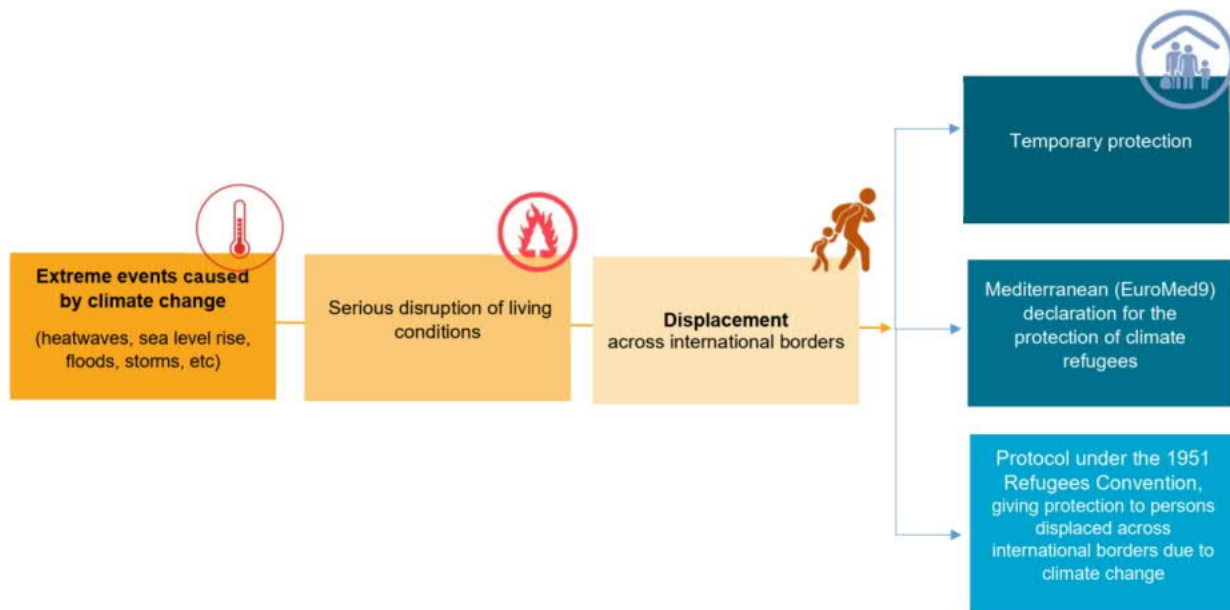 Extreme events caused
by climate change
(heatwaves, sea level rise,
floods, storms, etc)
Serious disruption of living
conditions
Displacement
across international borders
Temporary protection
Mediterranean (EuroMed9)
declaration for the
protection of climate
refugees
Protocol under the 1951
Refugees Convention,
giving protection to persons
displaced across
international borders due to
climate change